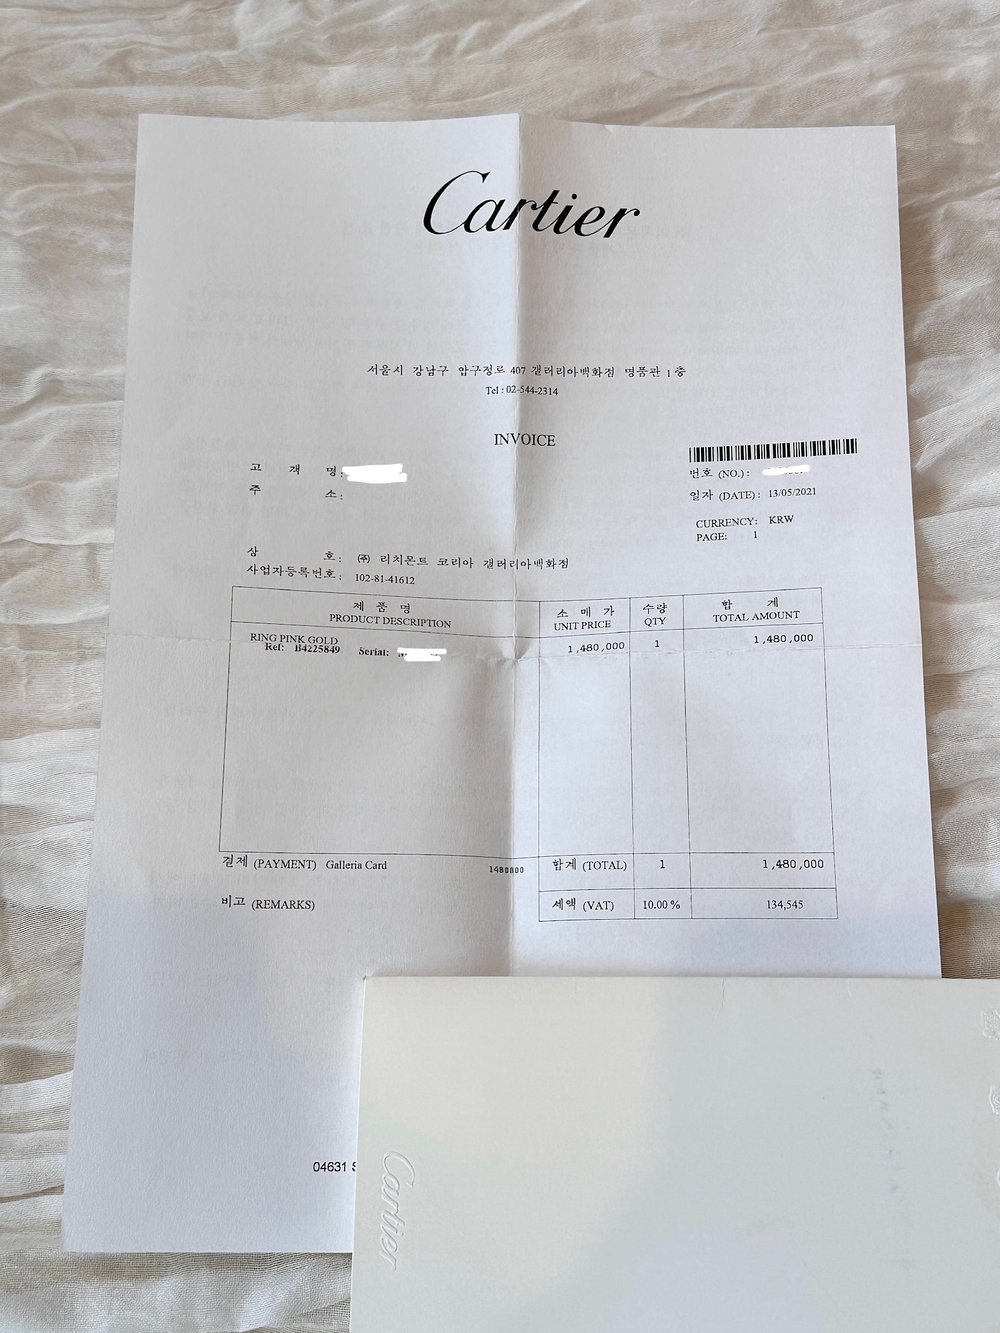 Cartier
서울시 강남구 압구정로 407 갤러리아백화점 명품관 1층
Tel : 02-544-2314
INVOICE
고 객 명:
주 소:
번호 (NO.) :
일자 (DATE) : 13/05/2021
CURRENCY: KRW
PAGE: 1
상 호: (주) 리치몬트 코리아 갤러리아백화점
사업자등록번호: 102-81-41612
제 품 명 소 매 가 수량 합 계
PRODUCT DESCRIPTION UNIT PRICE QTY TOTAL AMOUNT
RING PINK GOLD 1,480,000 1 1,480,000
Ref: B4225849 Serial:
결제 (PAYMENT) Galleria Card 1480000 합계 (TOTAL) 1 1,480,000
비고 (REMARKS) 세액 (VAT) 10.00 % 134,545
04631 S
Cartier